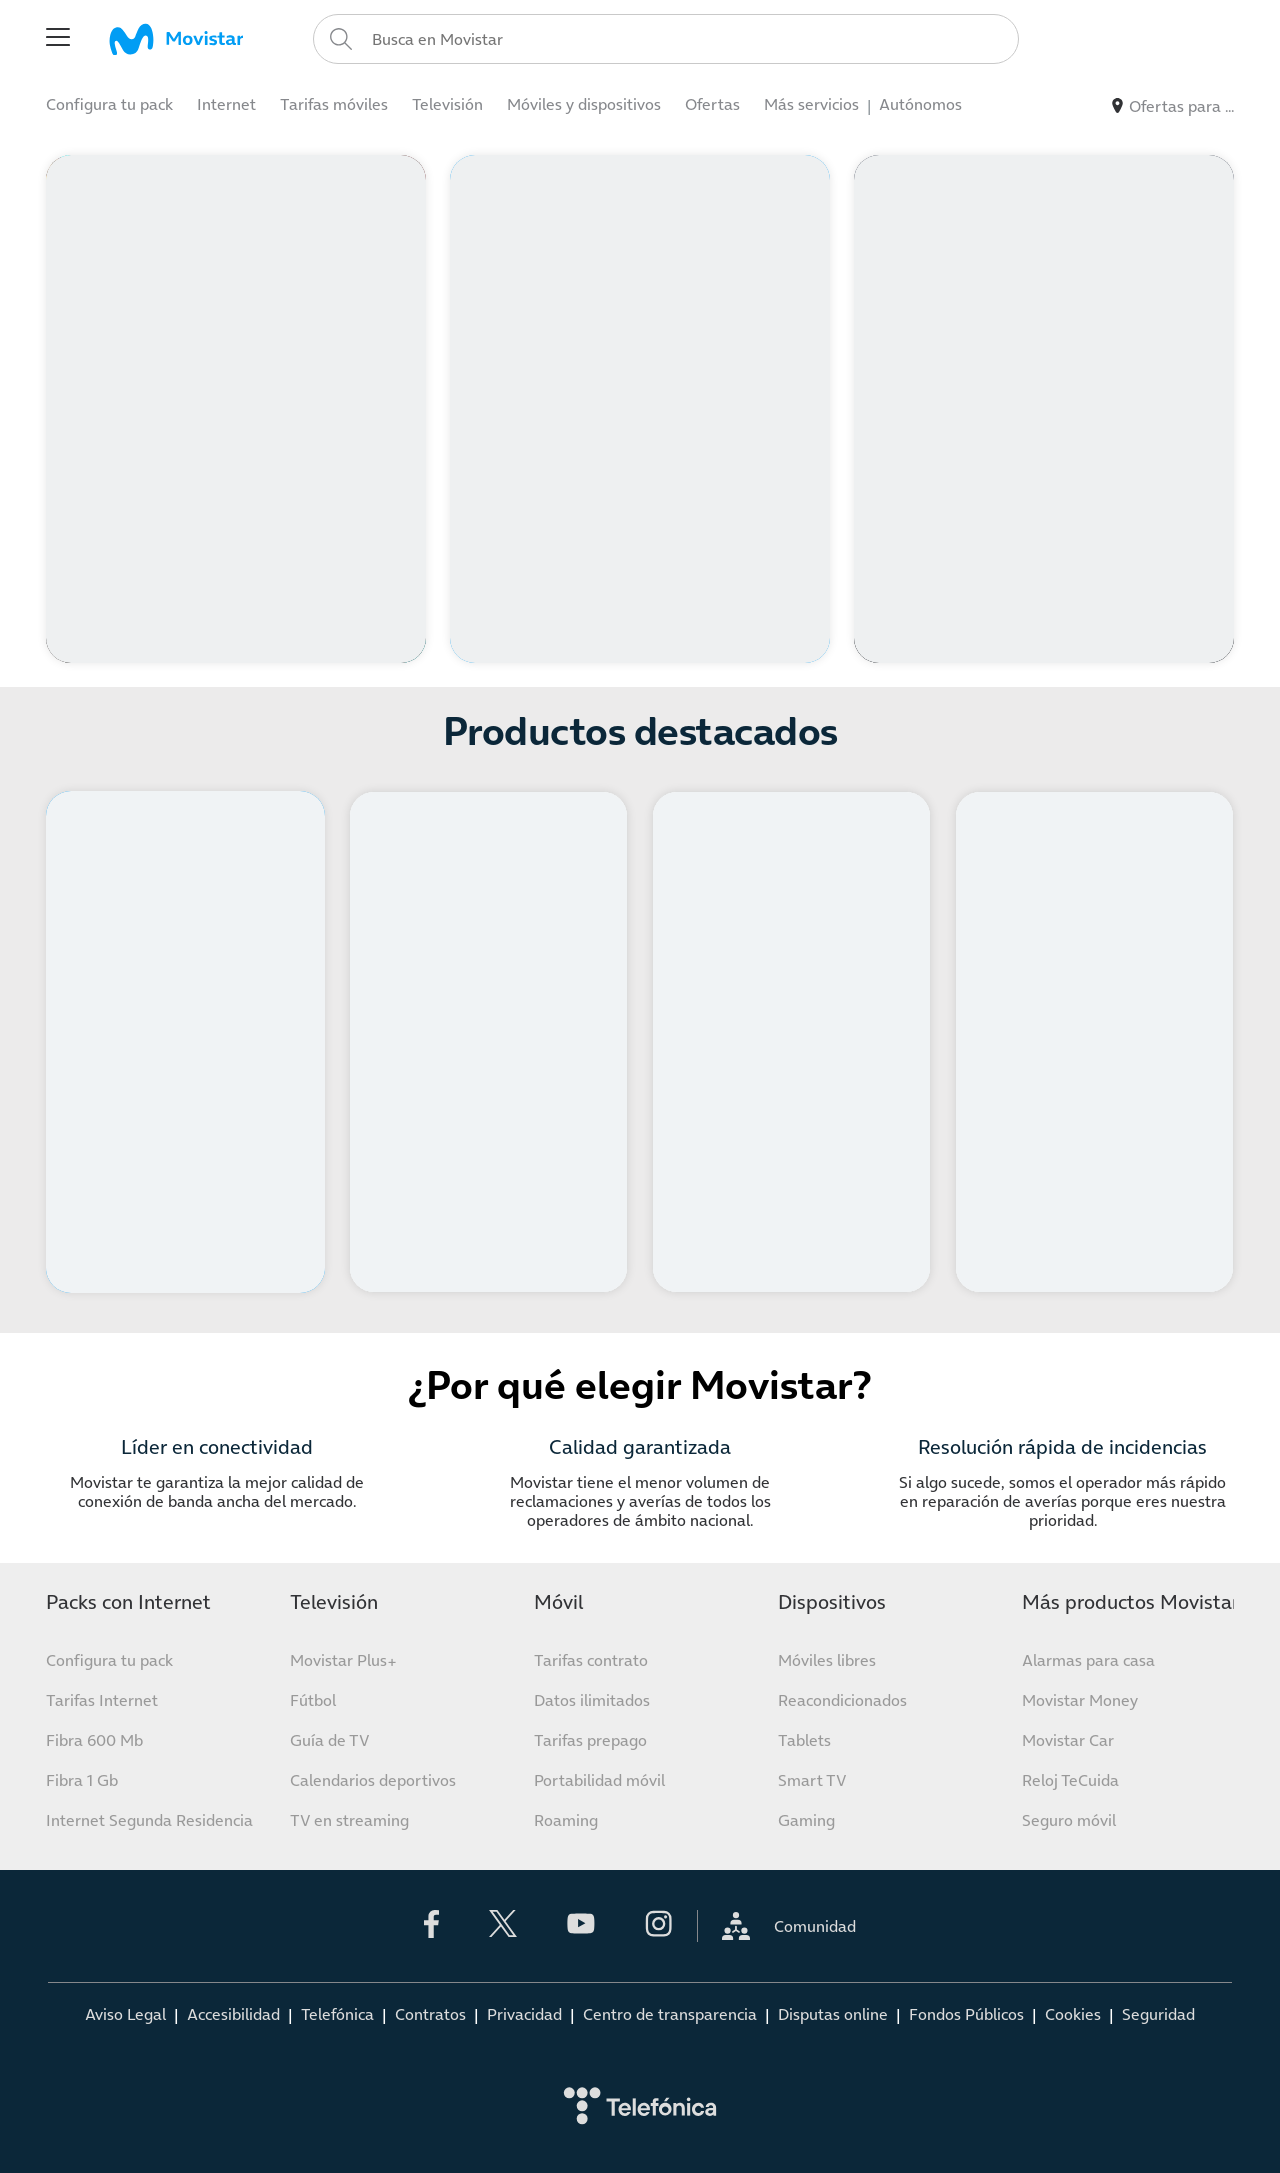 Movistar
Busca en Movistar
Configura tu pack Internet Tarifas móviles Televisión Móviles y dispositivos Ofertas Más servicios | Autónomos
Ofertas para ...
Productos destacados
¿Por qué elegir Movistar?
Líder en conectividad
Movistar te garantiza la mejor calidad de
conexión de banda ancha del mercado.
Calidad garantizada
Movistar tiene el menor volumen de
reclamaciones y averías de todos los
operadores de ámbito nacional.
Resolución rápida de incidencias
Si algo sucede, somos el operador más rápido
en reparación de averías porque eres nuestra
prioridad.
Packs con Internet
Configura tu pack
Tarifas Internet
Fibra 600 Mb
Fibra 1 Gb
Internet Segunda Residencia
Televisión
Movistar Plus+
Fútbol
Guía de TV
Calendarios deportivos
TV en streaming
Móvil
Tarifas contrato
Datos ilimitados
Tarifas prepago
Portabilidad móvil
Roaming
Dispositivos
Móviles libres
Reacondicionados
Tablets
Smart TV
Gaming
Más productos Movistar
Alarmas para casa
Movistar Money
Movistar Car
Reloj TeCuida
Seguro móvil
Comunidad
Aviso Legal | Accesibilidad | Telefónica | Contratos | Privacidad | Centro de transparencia | Disputas online | Fondos Públicos | Cookies | Seguridad
Telefónica